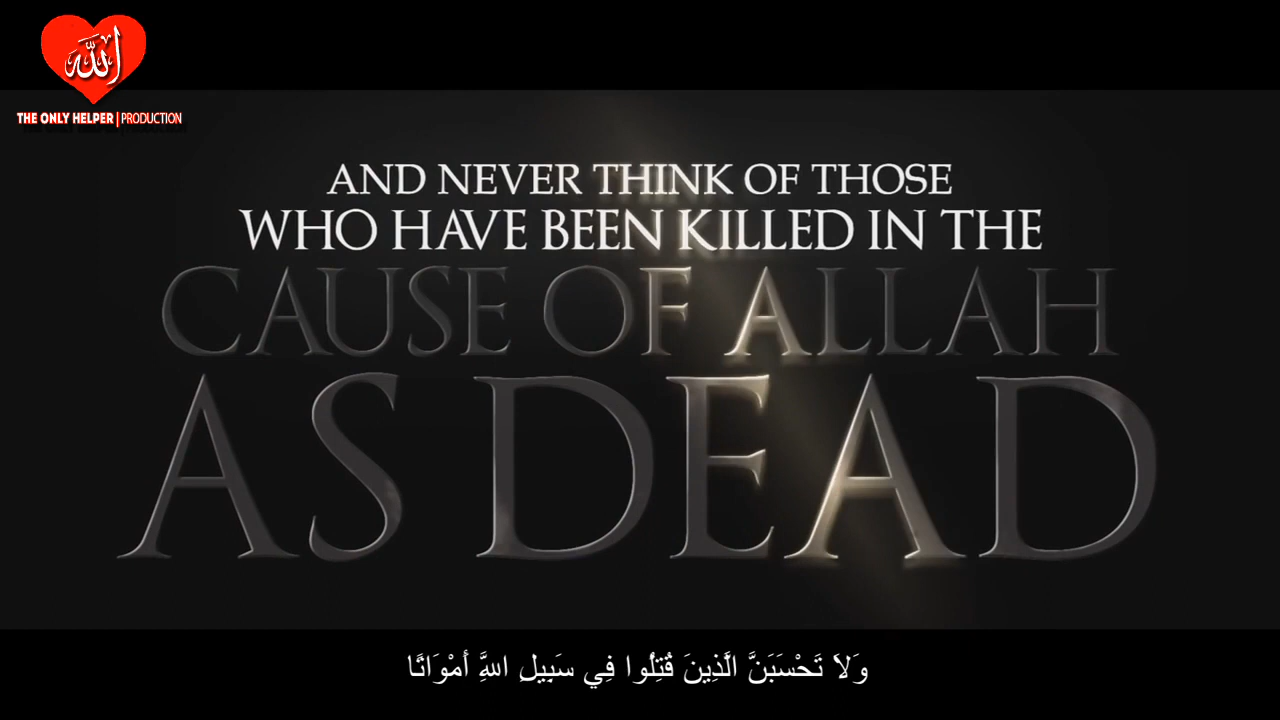 الله
THE ONLY HELPER | PRODUCTION
AND NEVER THINK OF THOSE
WHO HAVE BEEN KILLED IN THE
CAUSE OF ALLAH
AS DEAD
وَلَا تَحْسَبَنَّ الَّذِينَ قُتِلُوا فِي سَبِيلِ اللَّهِ أَمْوَاتًا